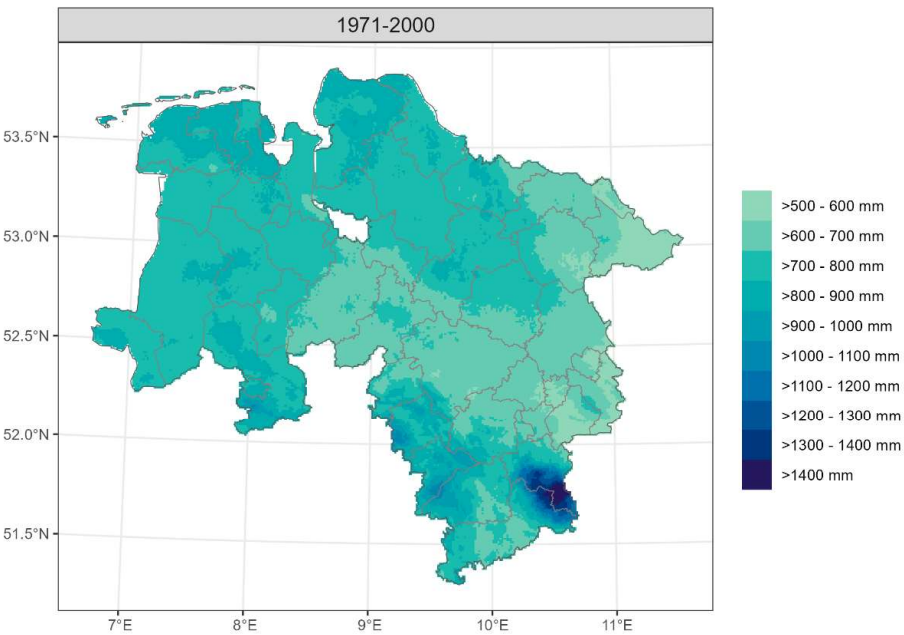 1971-2000
53.5°N
53.0°N
52.5°N
52.0°N
51.5°N
7°E 8°E 9°E 10°E 11°E
>500 - 600 mm
>600 - 700 mm
>700 - 800 mm
>800 - 900 mm
>900 - 1000 mm
>1000 - 1100 mm
>1100 - 1200 mm
>1200 - 1300 mm
>1300 - 1400 mm
>1400 mm